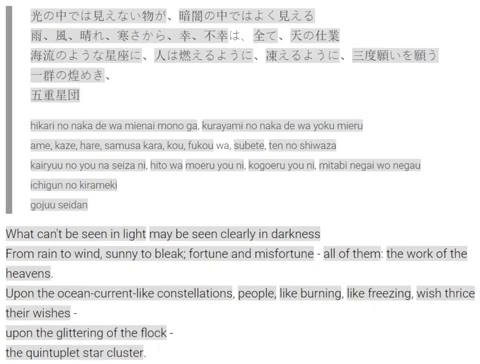 光の中では見えない物が、暗闇の中ではよく見える
雨、風、晴れ、寒さから、幸、不幸は、全て、天の仕業
海流のような星座に、人は燃えるように、凍えるように、三度願いを願う
一群の煌めき、
五重星団
hikari no naka de wa mienai mono ga, kurayami no naka de wa yoku mieru
ame, kaze, hare, samusa kara, kou, fukou wa, subete, ten no shiwaza
kairyuu no you na seiza ni, hito wa moeru you ni, kogoeru you ni, mitabi negai wo negau
ichigun no kirameki
gojuu seidan
What can't be seen in light may be seen clearly in darkness
From rain to wind, sunny to bleak; fortune and misfortune - all of them: the work of the
heavens.
Upon the ocean-current-like constellations, people, like burning, like freezing, wish thrice
their wishes -
upon the glittering of the flock -
the quintuplet star cluster.